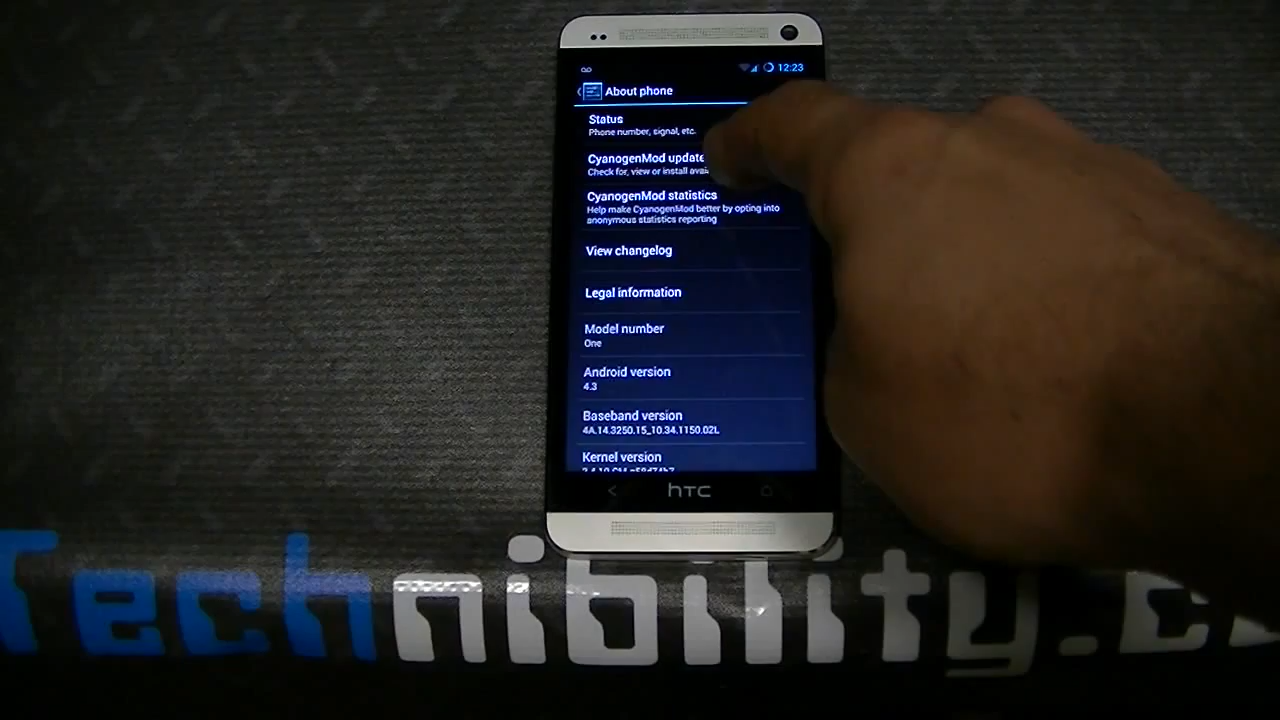 12:23
About phone
Status
Phone number, signal, etc.
CyanogenMod update
Check for, view or install avai
CyanogenMod statistics
Help make CyanogenMod better by opting into
anonymous statistics reporting
View changelog
Legal information
Model number
One
Android version
4.3
Baseband version
4A.14.3250.15_10.34.1150.02L
Kernel version
hTC
Technibility.c